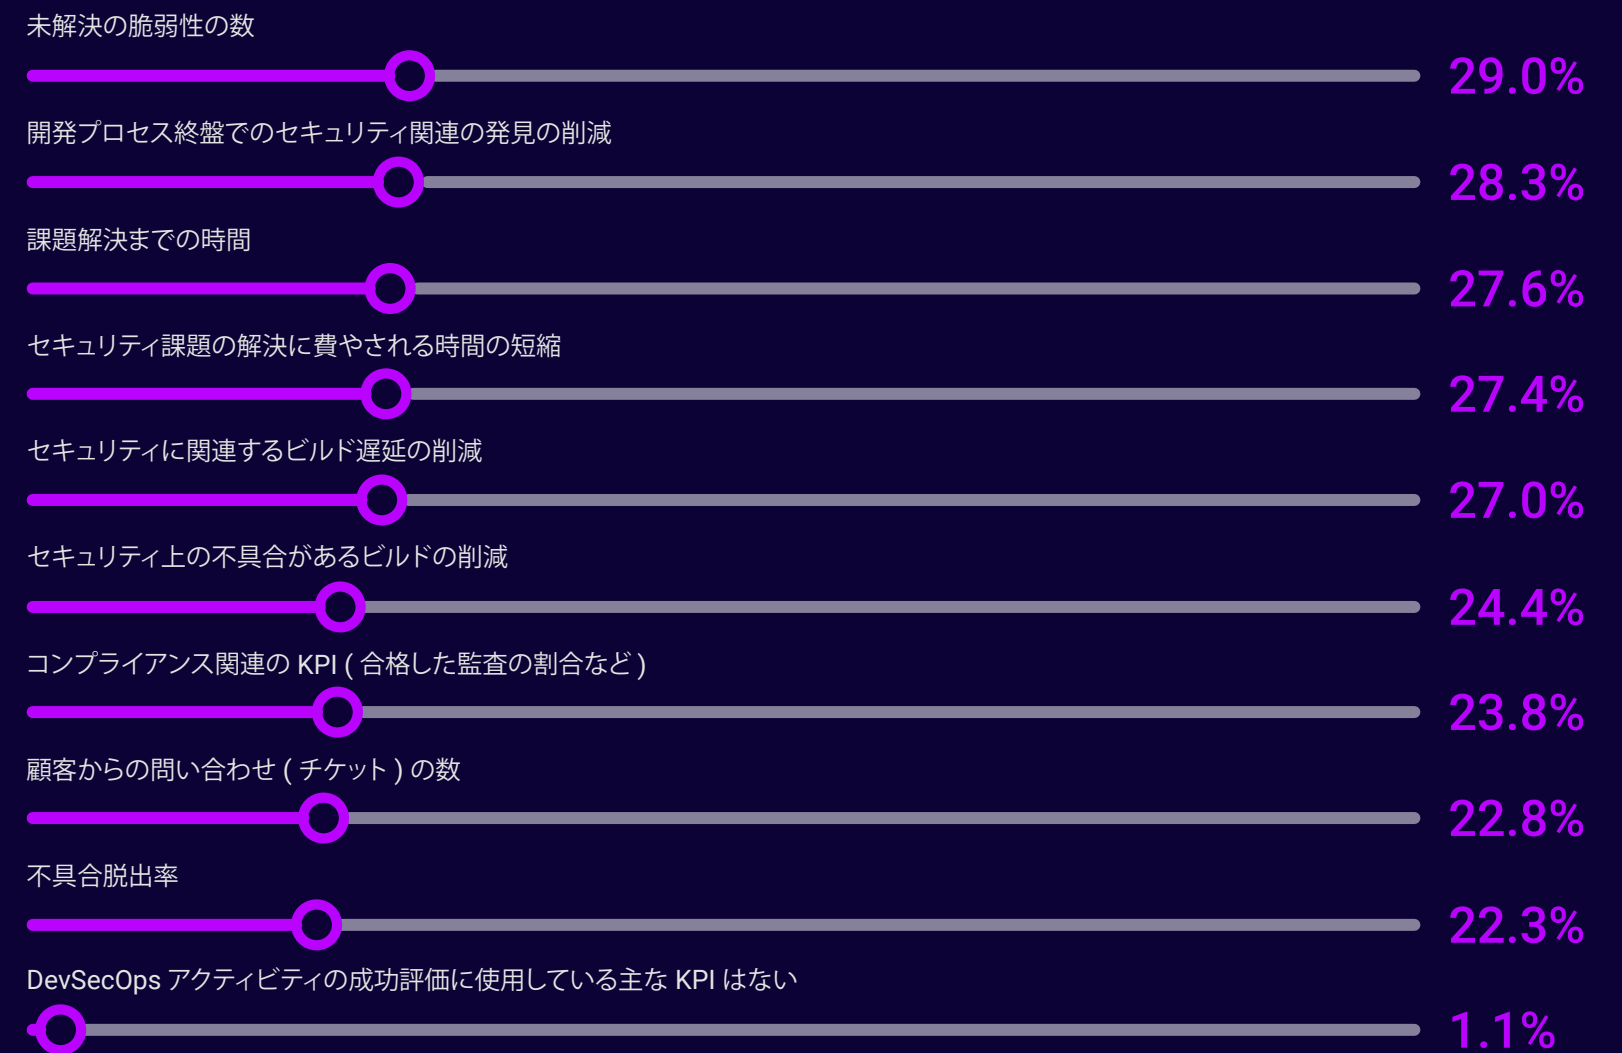 未解決の脆弱性の数
29.0%
開発プロセス終盤でのセキュリティ関連の発見の削減
28.3%
課題解決までの時間
27.6%
セキュリティ課題の解決に費やされる時間の短縮
27.4%
セキュリティに関連するビルド遅延の削減
27.0%
セキュリティ上の不具合があるビルドの削減
24.4%
コンプライアンス関連の KPI ( 合格した監査の割合など )
23.8%
顧客からの問い合わせ ( チケット ) の数
22.8%
不具合脱出率
22.3%
DevSecOps アクティビティの成功評価に使用している主な KPI はない
1.1%